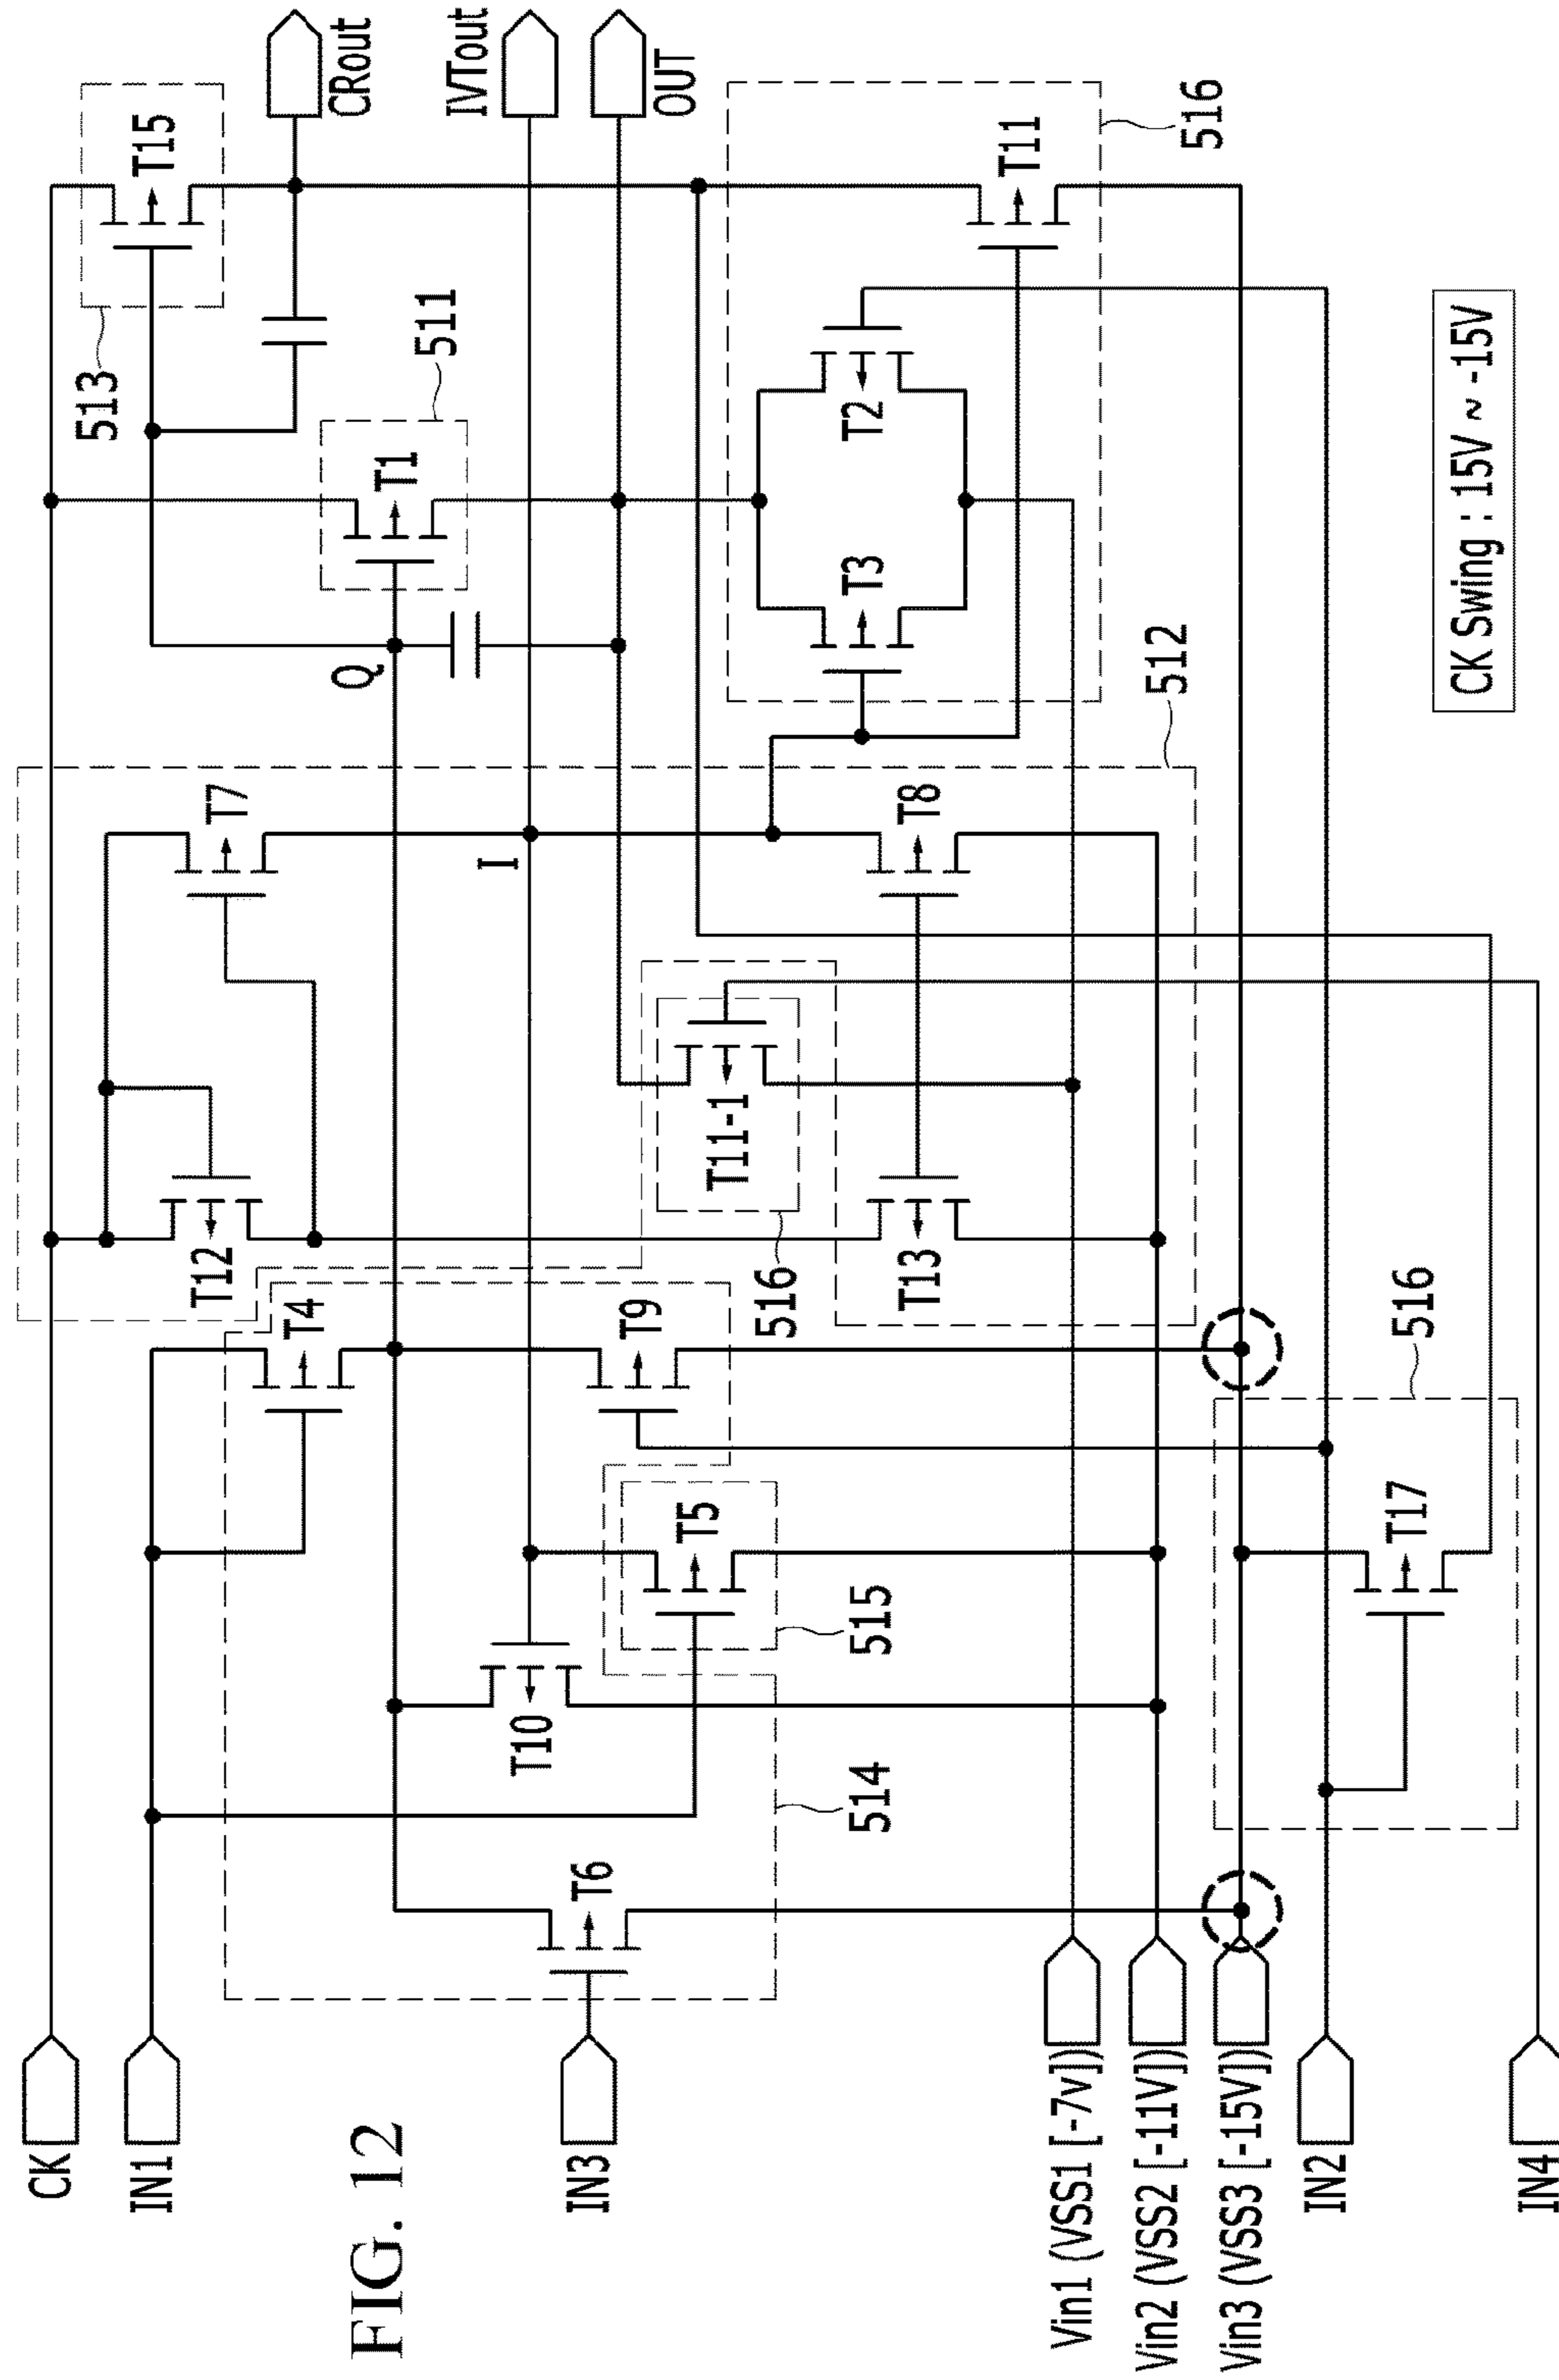 FIG. 12
CK
IN1
IN3
Vin1 (VSS1 [-7v])
Vin2 (VSS2 [-11V])
Vin3 (VSS3 [-15V])
IN2
IN4
T6
514
T10
T5
515
T4
T9
T17
516
T12
T11-1
516
T13
T7
I
T8
512
Q
T1
511
T3
T2
T11
516
513
T15
CRout
IVTout
OUT
CK Swing : 15V ~ -15V